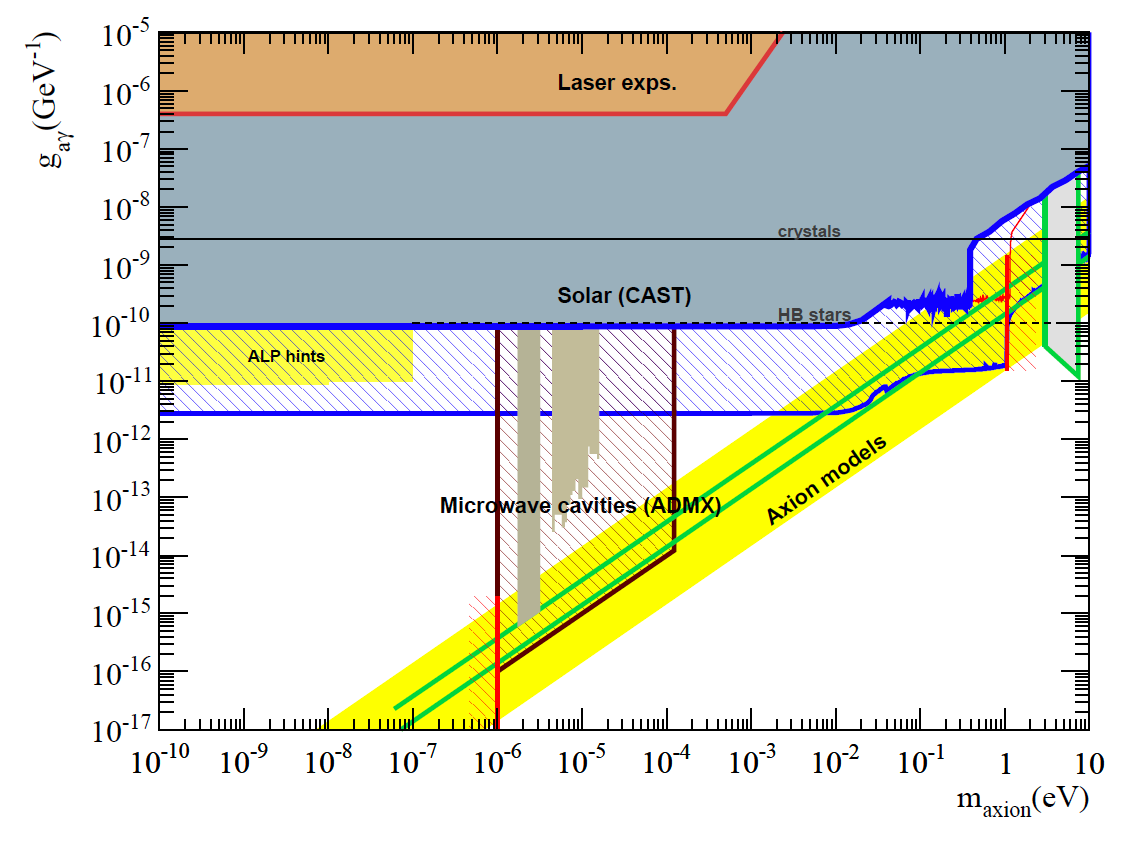 10⁻⁵
10⁻⁶
10⁻⁷
10⁻⁸
10⁻⁹
10⁻¹⁰
10⁻¹¹
10⁻¹²
10⁻¹³
10⁻¹⁴
10⁻¹⁵
10⁻¹⁶
10⁻¹⁷
g_aγ(GeV⁻¹)
Laser exps.
crystals
Solar (CAST)
HB stars
ALP hints
Microwave cavities (ADMX)
Axion models
10⁻¹⁰ 10⁻⁹ 10⁻⁸ 10⁻⁷ 10⁻⁶ 10⁻⁵ 10⁻⁴ 10⁻³ 10⁻² 10⁻¹ 1 10
m_axion(eV)